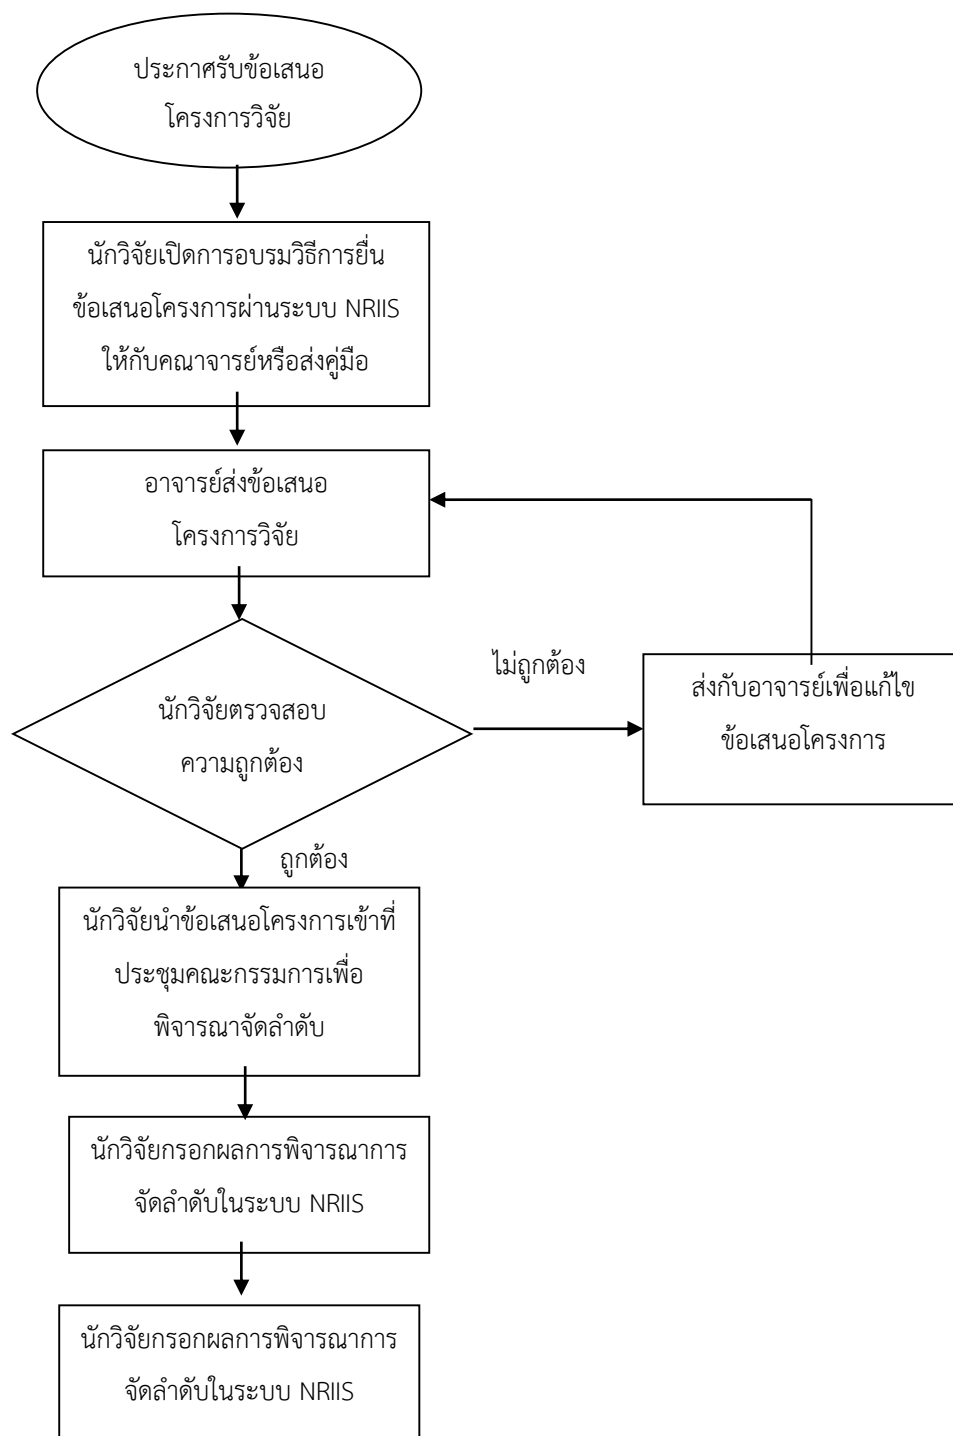 ประกาศรับข้อเสนอ
โครงการวิจัย
นักวิจัยเปิดการอบรมวิธีการยื่น
ข้อเสนอโครงการผ่านระบบ NRIIS
ให้กับคณาจารย์หรือส่งคู่มือ
อาจารย์ส่งข้อเสนอ
โครงการวิจัย
นักวิจัยตรวจสอบ
ความถูกต้อง
ไม่ถูกต้อง
ส่งกับอาจารย์เพื่อแก้ไข
ข้อเสนอโครงการ
ถูกต้อง
นักวิจัยนำข้อเสนอโครงการเข้าที่
ประชุมคณะกรรมการเพื่อ
พิจารณาจัดลำดับ
นักวิจัยกรอกผลการพิจารณาการ
จัดลำดับในระบบ NRIIS
นักวิจัยกรอกผลการพิจารณาการ
จัดลำดับในระบบ NRIIS